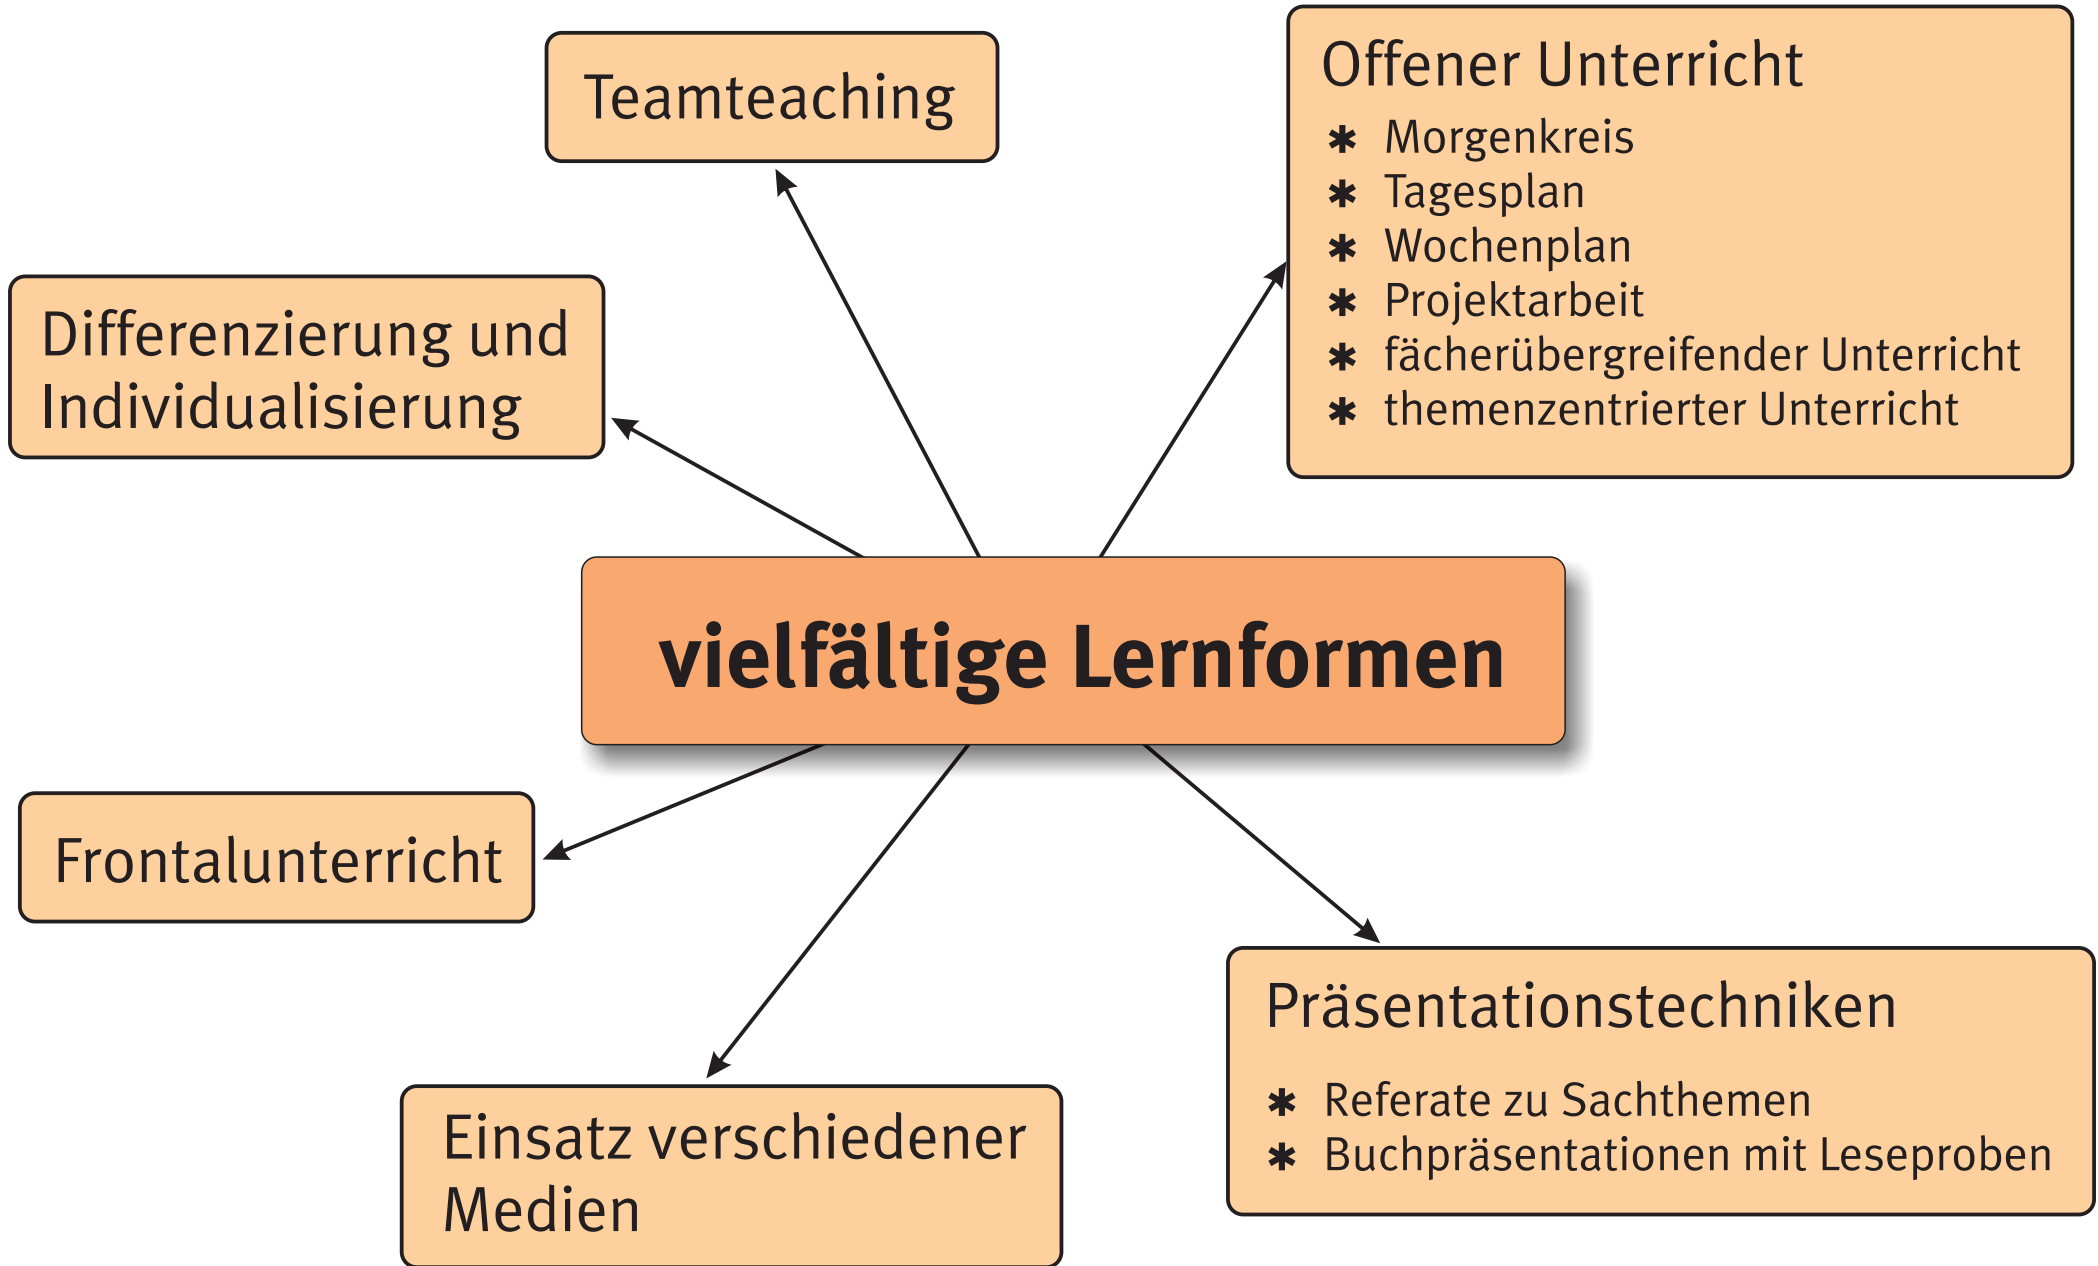 Teamteaching
Offener Unterricht
✱ Morgenkreis
✱ Tagesplan
✱ Wochenplan
✱ Projektarbeit
✱ fächerübergreifender Unterricht
✱ themenzentrierter Unterricht
Differenzierung und
Individualisierung
vielfältige Lernformen
Frontalunterricht
Einsatz verschiedener
Medien
Präsentationstechniken
✱ Referate zu Sachthemen
✱ Buchpräsentationen mit Leseproben